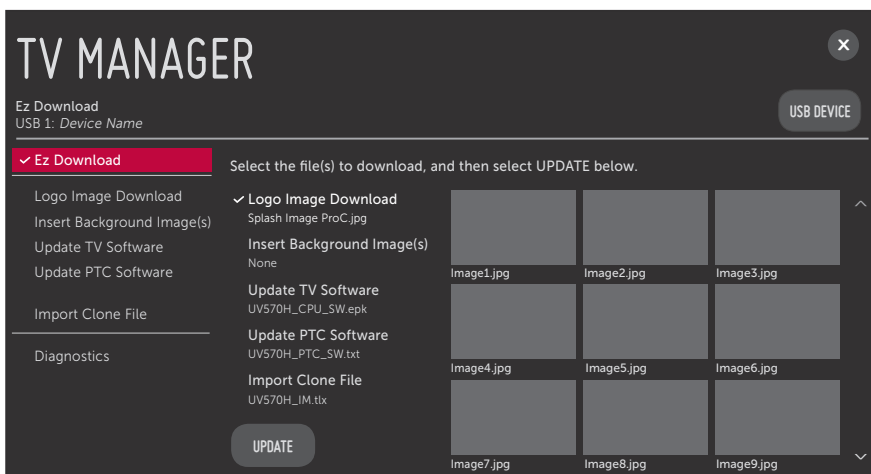 TV MANAGER
X
Ez Download
USB 1: Device Name
USB DEVICE
Ez Download
Logo Image Download
Insert Background Image(s)
Update TV Software
Update PTC Software
Import Clone File
Diagnostics
Select the file(s) to download, and then select UPDATE below.
Logo Image Download
Splash Image ProC.jpg
Insert Background Image(s)
None
Update TV Software
UV570H_CPU_SW.epk
Update PTC Software
UV570H_PTC_SW.txt
Import Clone File
UV570H_IM.tlx
UPDATE
Image1.jpg
Image2.jpg
Image3.jpg
Image4.jpg
Image5.jpg
Image6.jpg
Image7.jpg
Image8.jpg
Image9.jpg